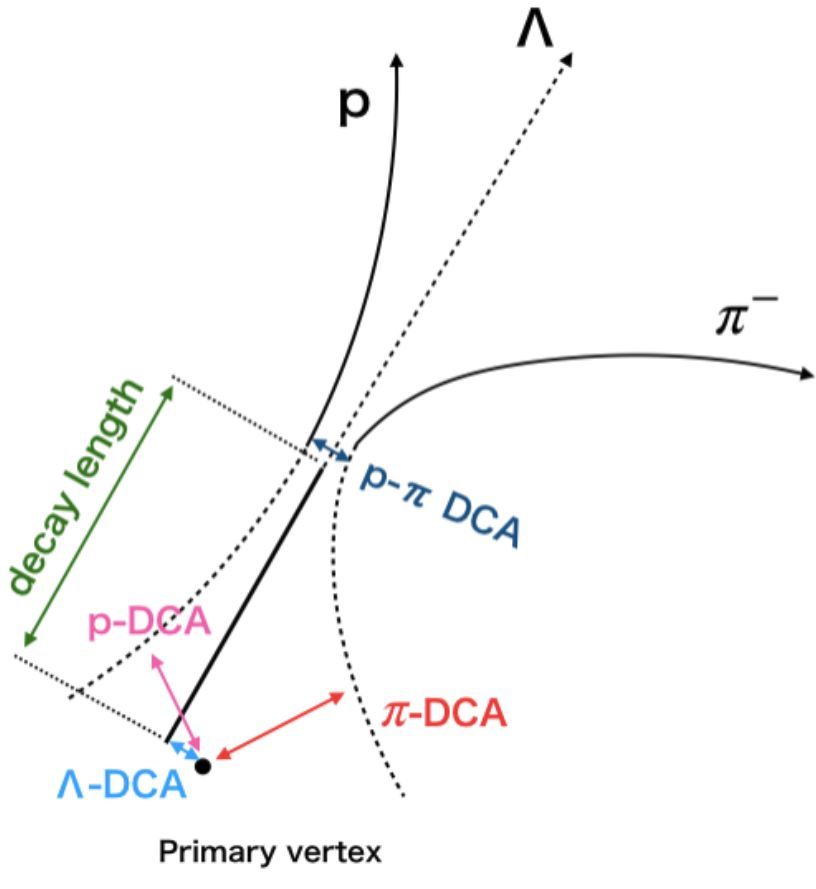 Λ
p
π⁻
decay length
p-π DCA
p-DCA
π-DCA
Λ-DCA
Primary vertex